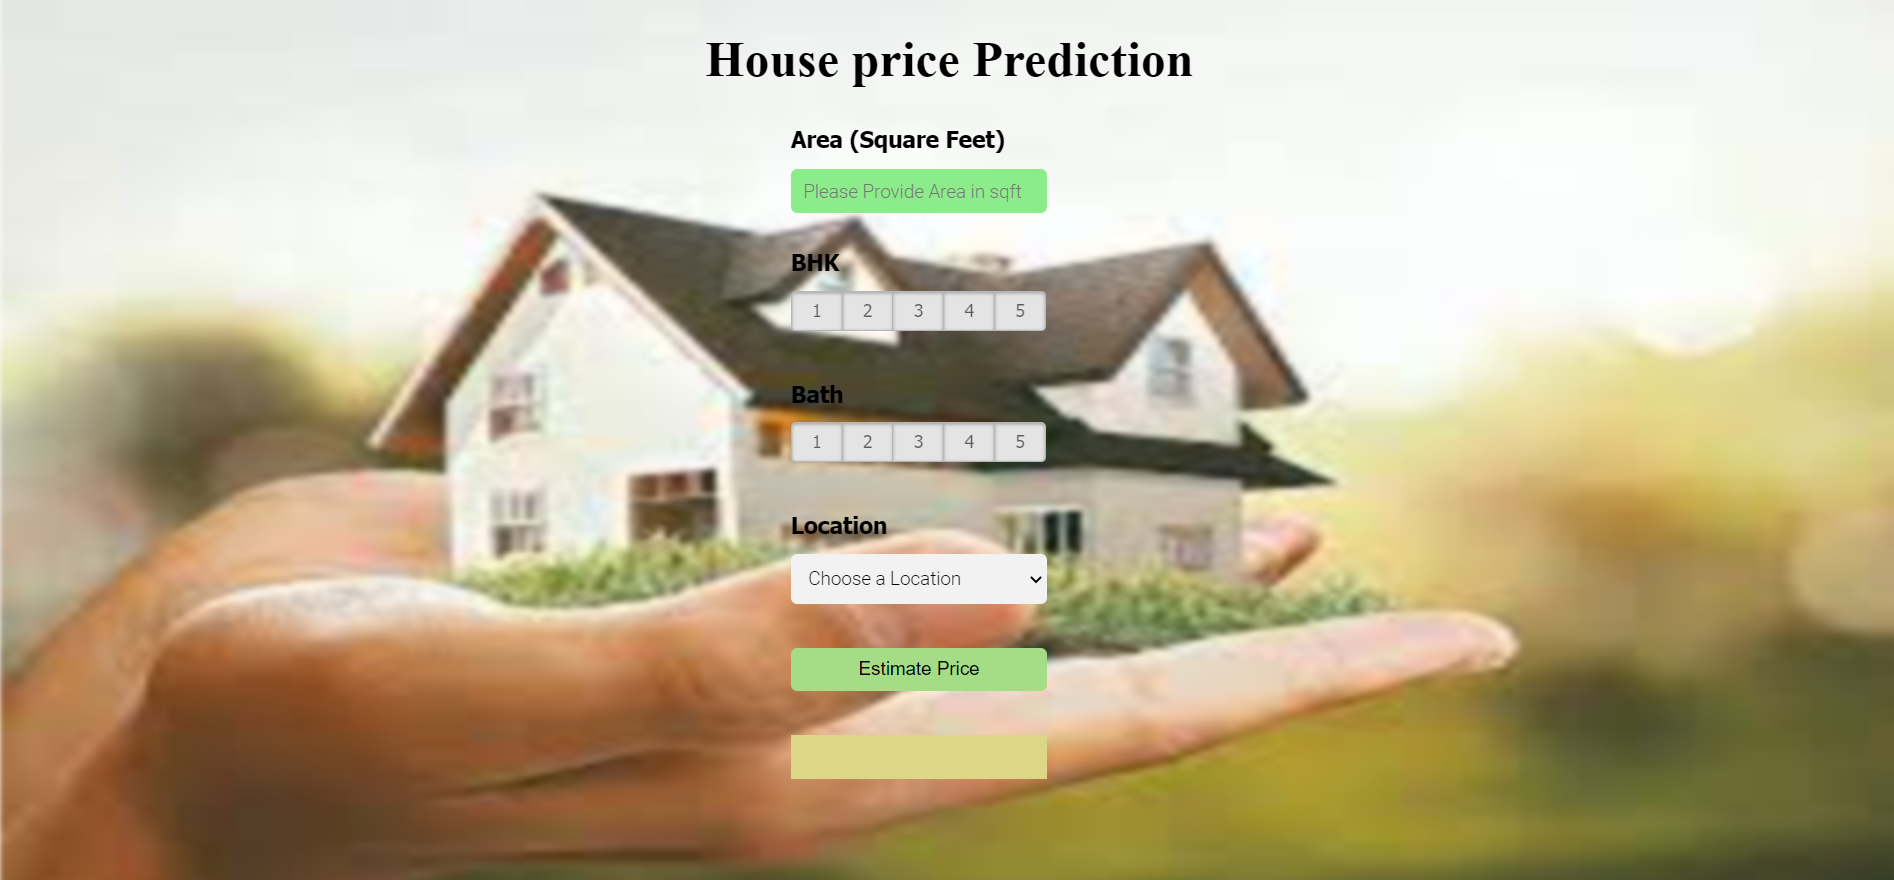 House price Prediction
Area (Square Feet)
Please Provide Area in sqft
BHK
1 2 3 4 5
Bath
1 2 3 4 5
Location
Choose a Location
Estimate Price